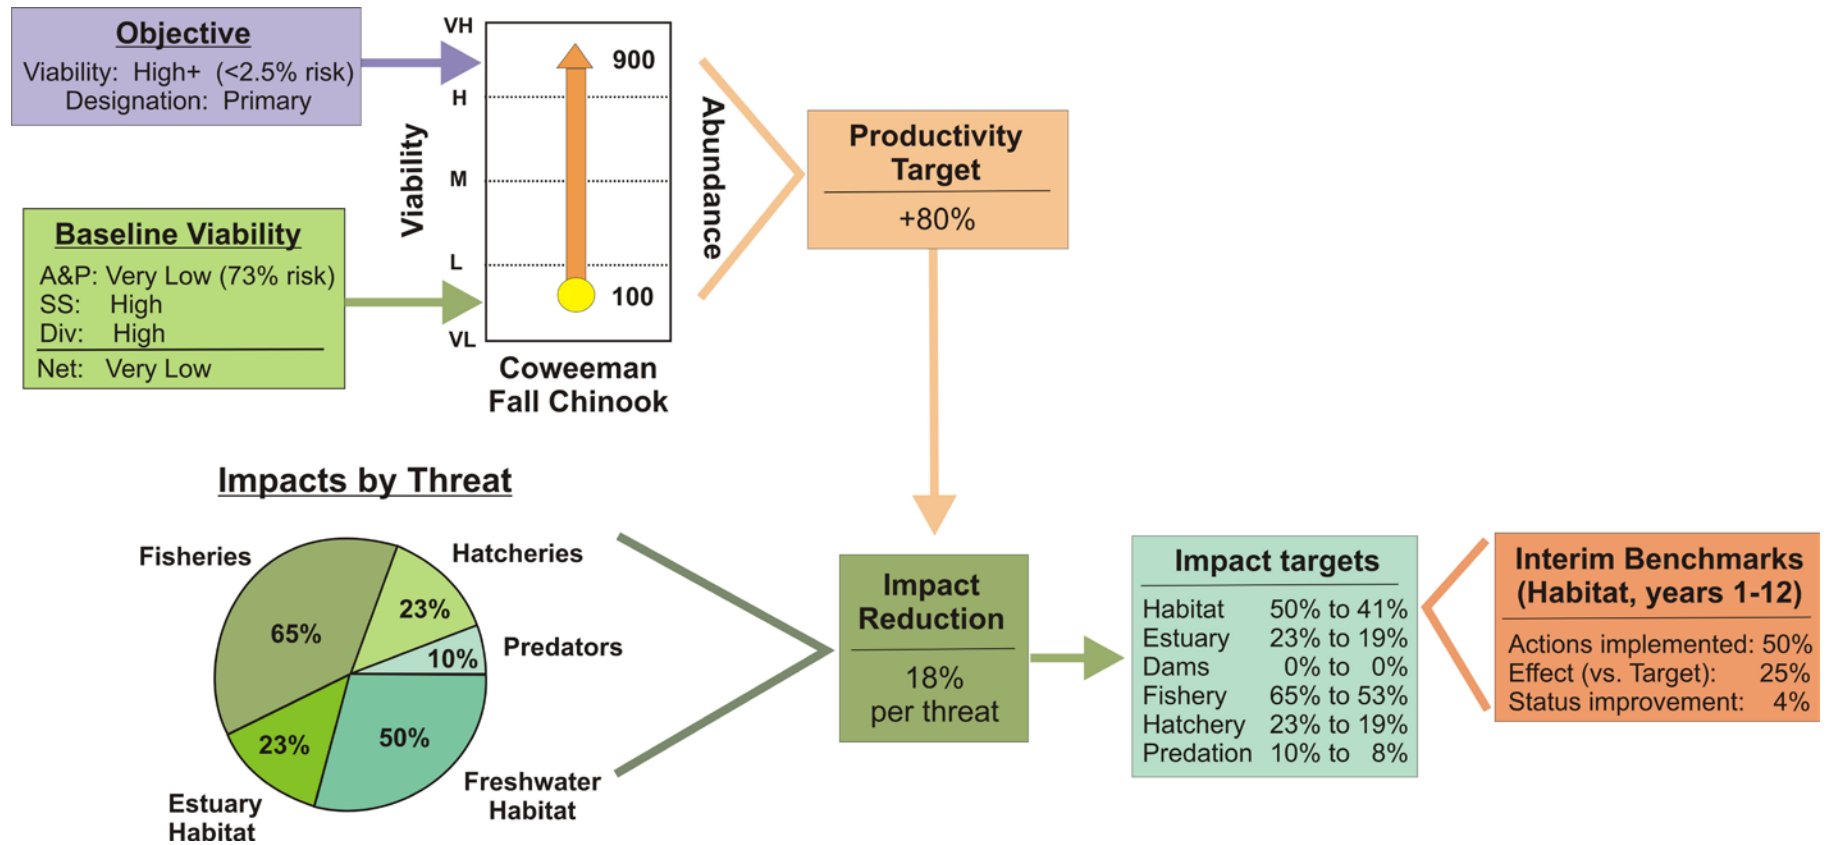 Objective
Viability: High+ (<2.5% risk)
Designation: Primary
Baseline Viability
A&P: Very Low (73% risk)
SS: High
Div: High
Net: Very Low
Viability
VH
H
M
L
VL
900
100
Abundance
Coweeman
Fall Chinook
Productivity
Target
+80%
Impacts by Threat
Fisheries
65%
Hatcheries
23%
Predators
10%
Freshwater
Habitat
50%
Estuary
Habitat
23%
Impact
Reduction
18%
per threat
Impact targets
Habitat 50% to 41%
Estuary 23% to 19%
Dams 0% to 0%
Fishery 65% to 53%
Hatchery 23% to 19%
Predation 10% to 8%
Interim Benchmarks
(Habitat, years 1-12)
Actions implemented: 50%
Effect (vs. Target): 25%
Status improvement: 4%